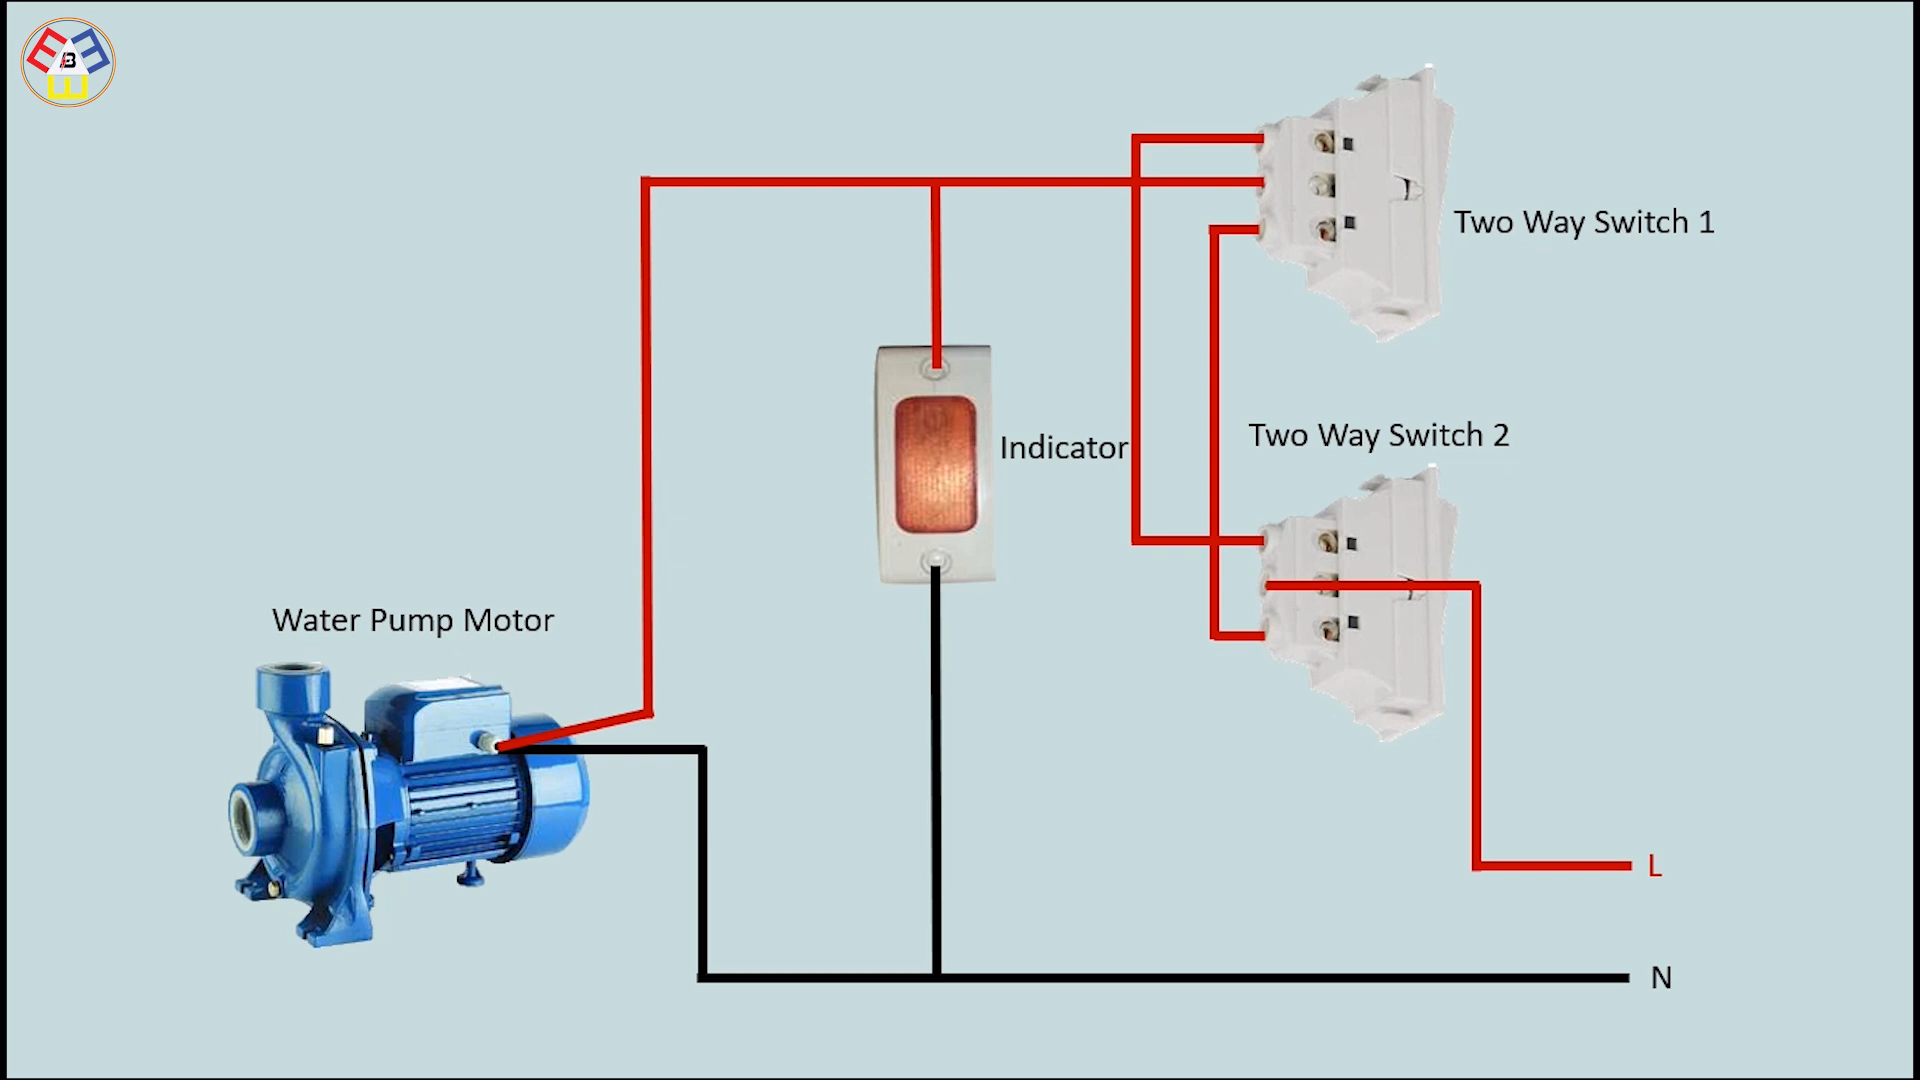 Two Way Switch 1
Two Way Switch 2
Indicator
Water Pump Motor
L
N